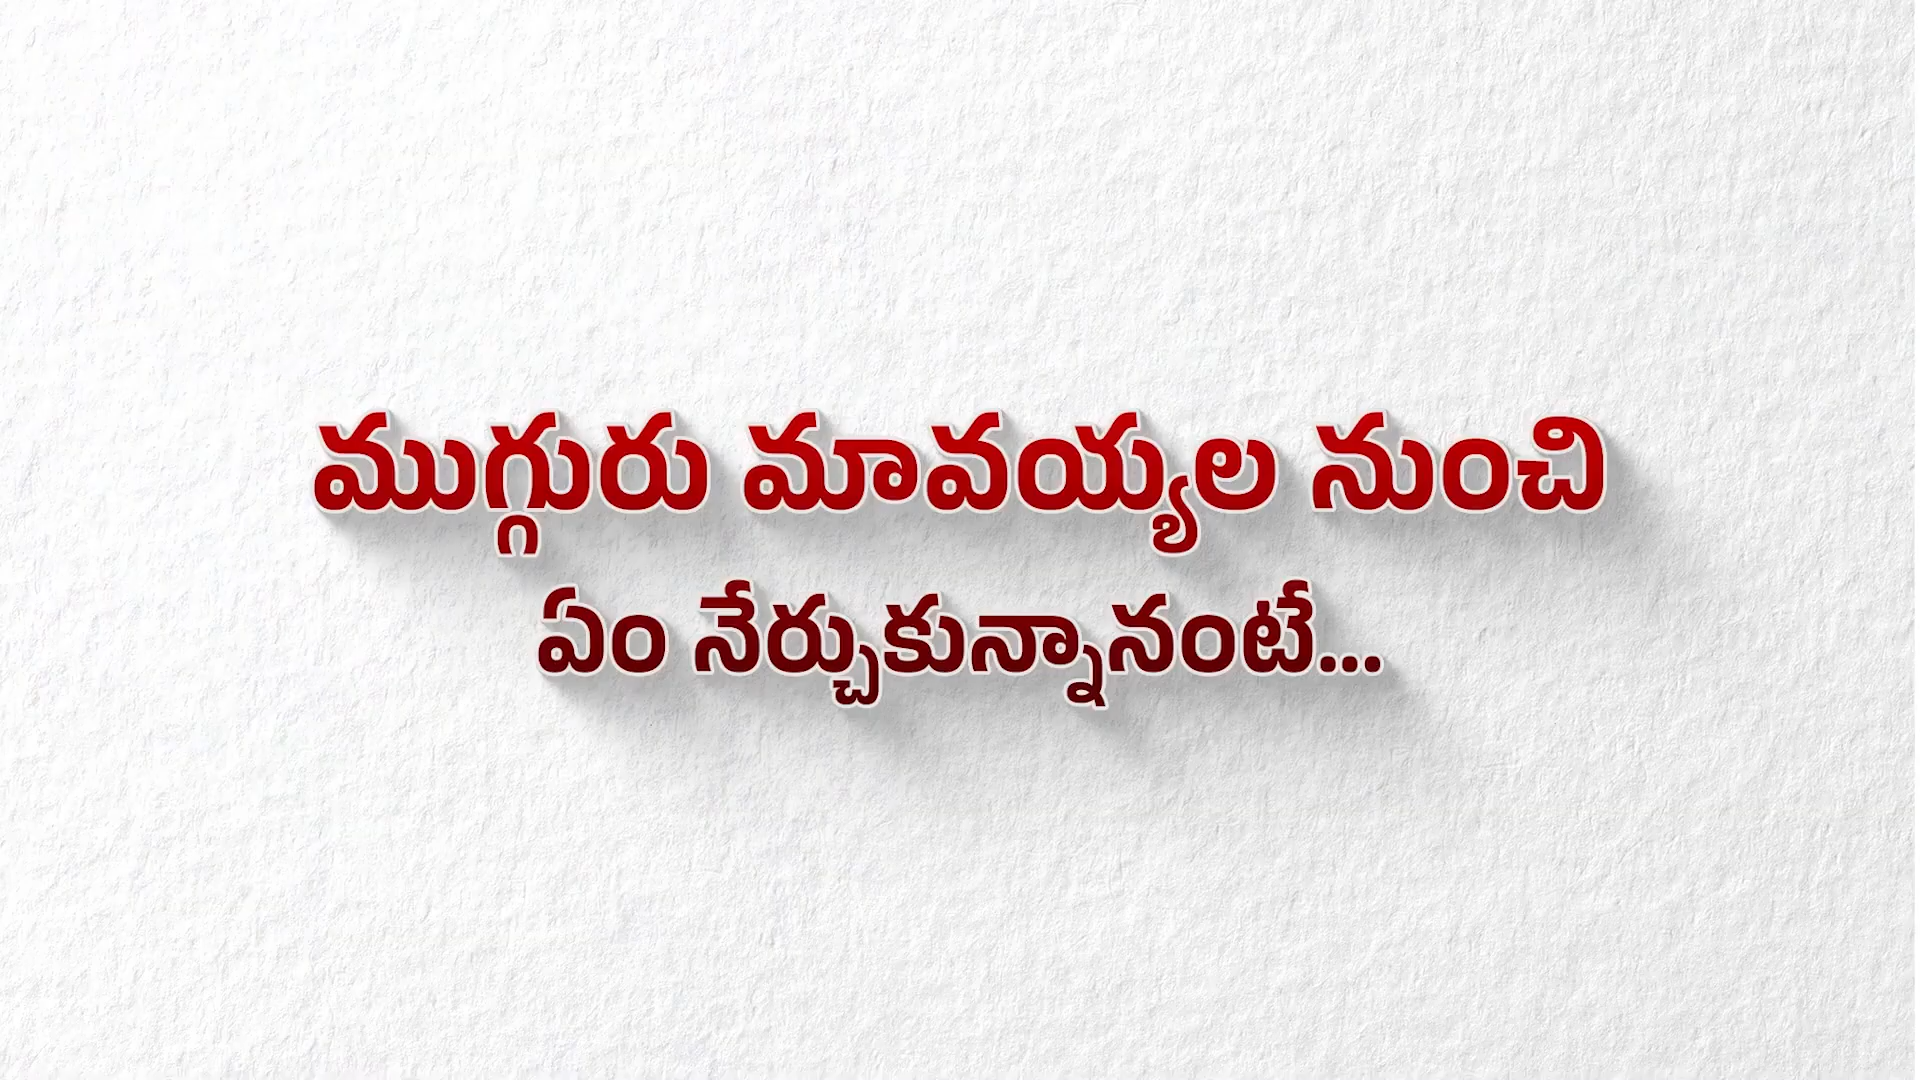 ముగ్గురు మావయ్యల నుంచి
ఏం నేర్చుకున్నానంటే...